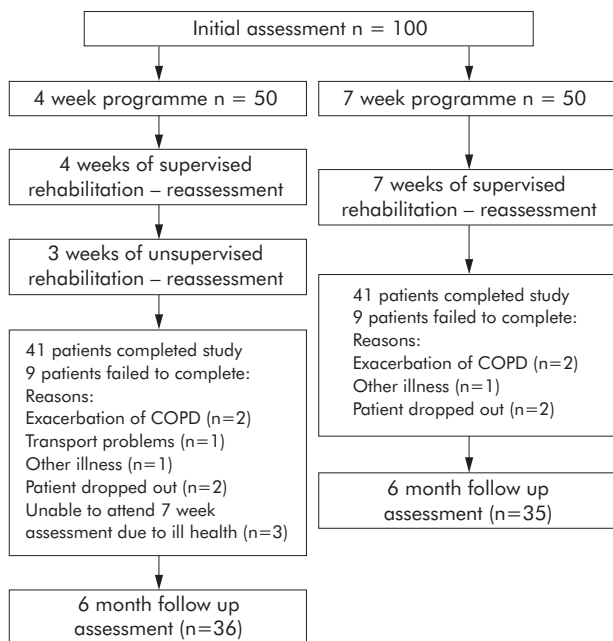 Initial assessment n = 100
4 week programme n = 50
7 week programme n = 50
4 weeks of supervised
rehabilitation – reassessment
7 weeks of supervised
rehabilitation – reassessment
3 weeks of unsupervised
rehabilitation – reassessment
41 patients completed study
9 patients failed to complete:
Reasons:
Exacerbation of COPD (n=2)
Transport problems (n=1)
Other illness (n=1)
Patient dropped out (n=2)
Unable to attend 7 week
assessment due to ill health (n=3)
41 patients completed study
9 patients failed to complete:
Reasons:
Exacerbation of COPD (n=2)
Other illness (n=1)
Patient dropped out (n=2)
6 month follow up
assessment (n=36)
6 month follow up
assessment (n=35)